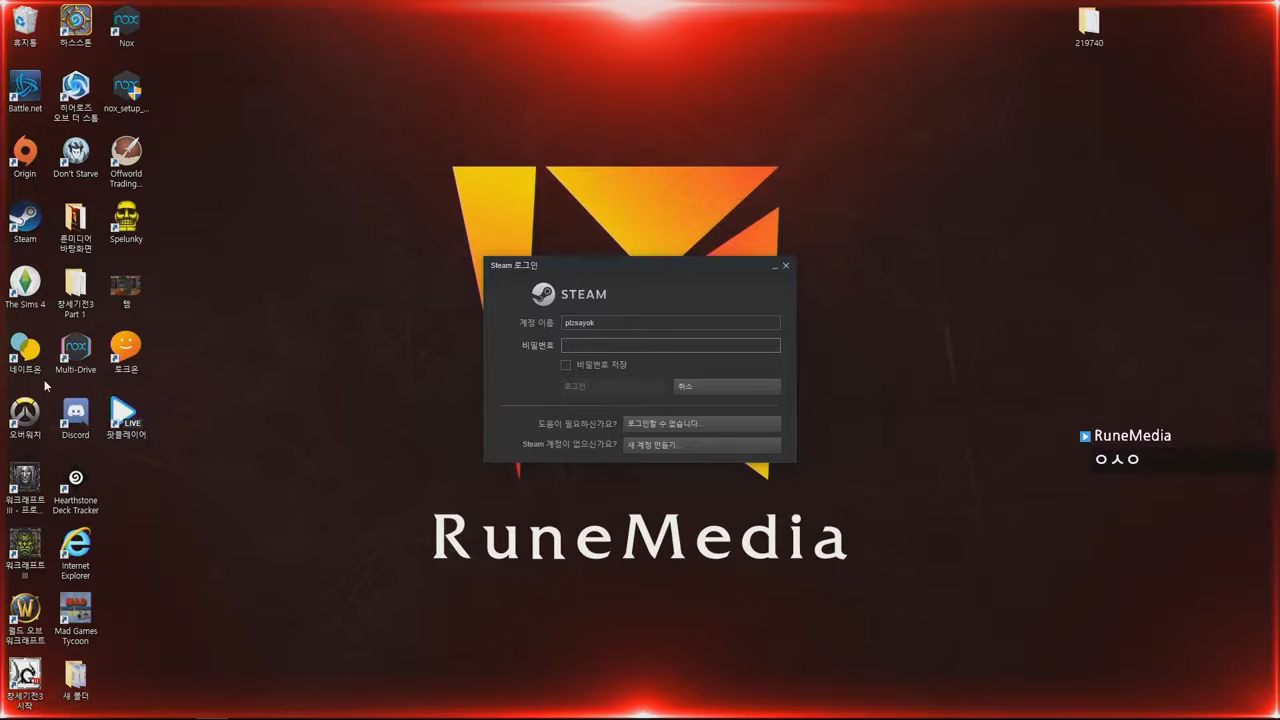 휴지통
하스스톤
Nox
219740
Battle.net
히어로즈
오브 더 스톰
nox_setup_...
Origin
Don't Starve
Offworld
Trading...
Steam
룬미디어
바탕화면
Spelunky
The Sims 4
창세기전3
Part 1
템
네이트온
Multi-Drive
토크온
오버워치
Discord
LIVE
팟플레이어
워크래프트
III - 프로...
Hearthstone
Deck Tracker
워크래프트
III
Internet
Explorer
월드 오브
워크래프트
Mad Games
Tycoon
창세기전3
시작
새 폴더
Steam 로그인
STEAM
계정 이름
plzsayok
비밀번호
비밀번호 저장
로그인
취소
도움이 필요하신가요?
로그인할 수 없습니다...
Steam 계정이 없으신가요?
새 계정 만들기...
RuneMedia
RuneMedia
ㅇㅅㅇ